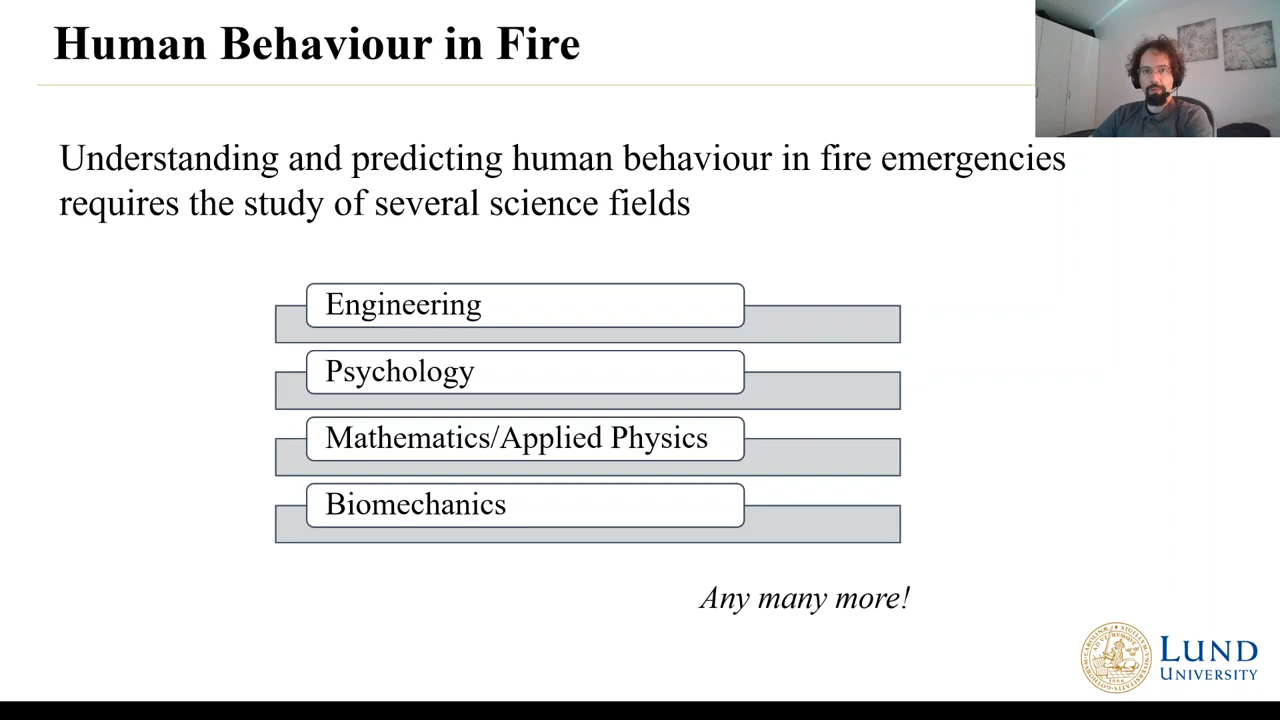 Human Behaviour in Fire
Understanding and predicting human behaviour in fire emergencies
requires the study of several science fields
Engineering
Psychology
Mathematics/Applied Physics
Biomechanics
Any many more!
LUND
UNIVERSITY